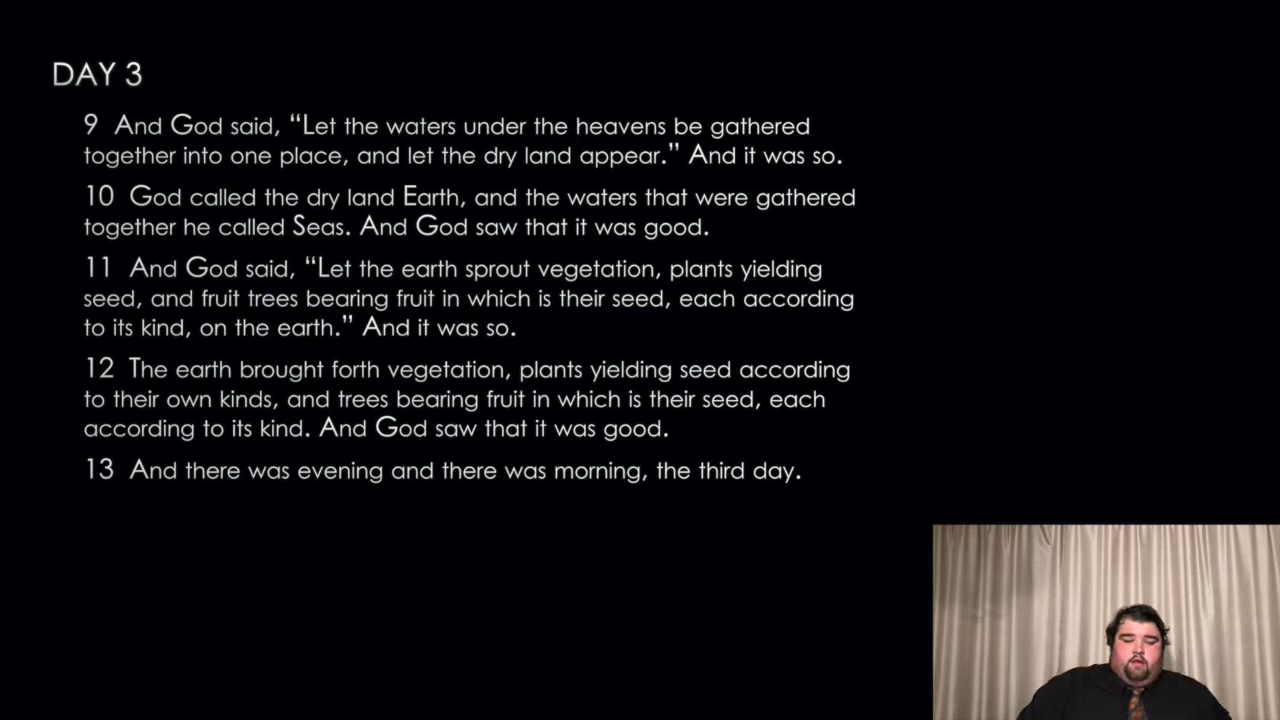 DAY 3
9 And God said, “Let the waters under the heavens be gathered
together into one place, and let the dry land appear.” And it was so.
10 God called the dry land Earth, and the waters that were gathered
together he called Seas. And God saw that it was good.
11 And God said, “Let the earth sprout vegetation, plants yielding
seed, and fruit trees bearing fruit in which is their seed, each according
to its kind, on the earth.” And it was so.
12 The earth brought forth vegetation, plants yielding seed according
to their own kinds, and trees bearing fruit in which is their seed, each
according to its kind. And God saw that it was good.
13 And there was evening and there was morning, the third day.